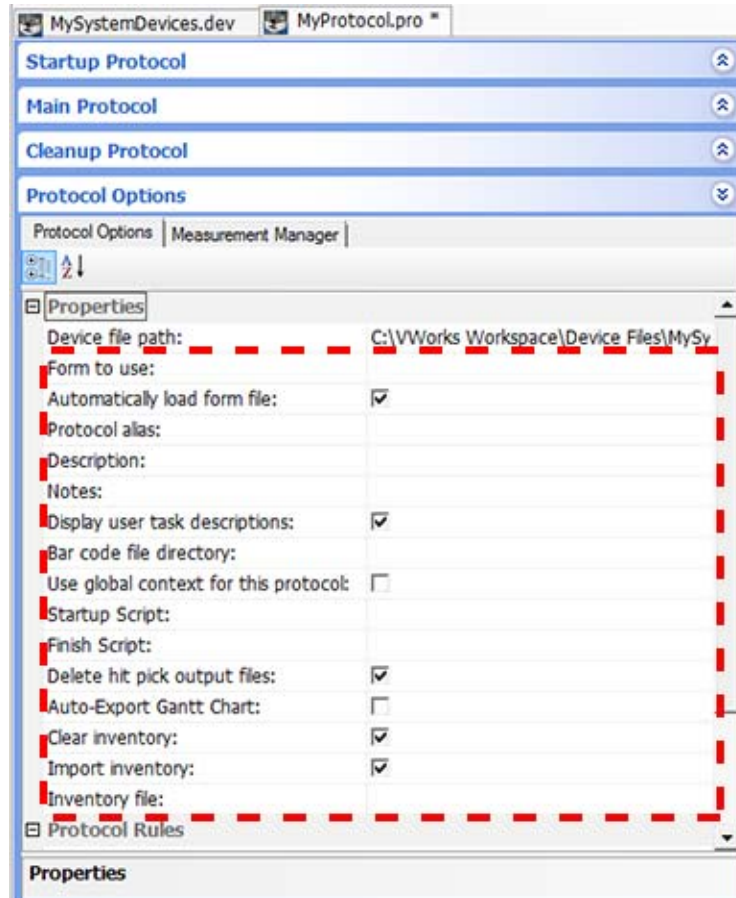 MySystemDevices.dev MyProtocol.pro *
Startup Protocol
Main Protocol
Cleanup Protocol
Protocol Options
Protocol Options Measurement Manager
A Z
Properties
Device file path: C:\VWorks Workspace\Device Files\MySy
Form to use:
Automatically load form file:
Protocol alias:
Description:
Notes:
Display user task descriptions:
Bar code file directory:
Use global context for this protocol:
Startup Script:
Finish Script:
Delete hit pick output files:
Auto-Export Gantt Chart:
Clear inventory:
Import inventory:
Inventory file:
Protocol Rules
Properties